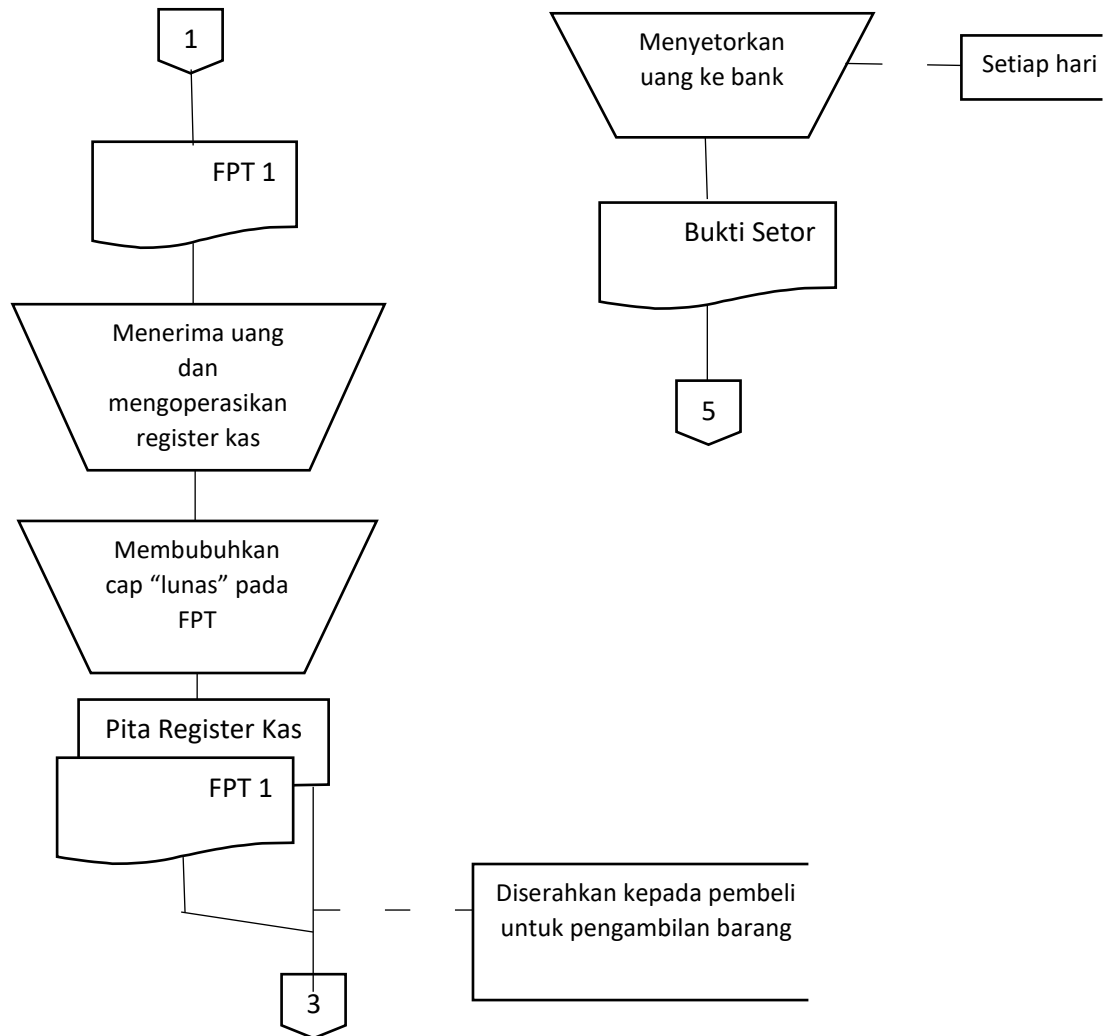 1
FPT 1
Menerima uang
dan
mengoperasikan
register kas
Membubuhkan
cap “lunas” pada
FPT
Pita Register Kas
FPT 1
Diserahkan kepada pembeli
untuk pengambilan barang
3
Menyetorkan
uang ke bank
Setiap hari
Bukti Setor
5